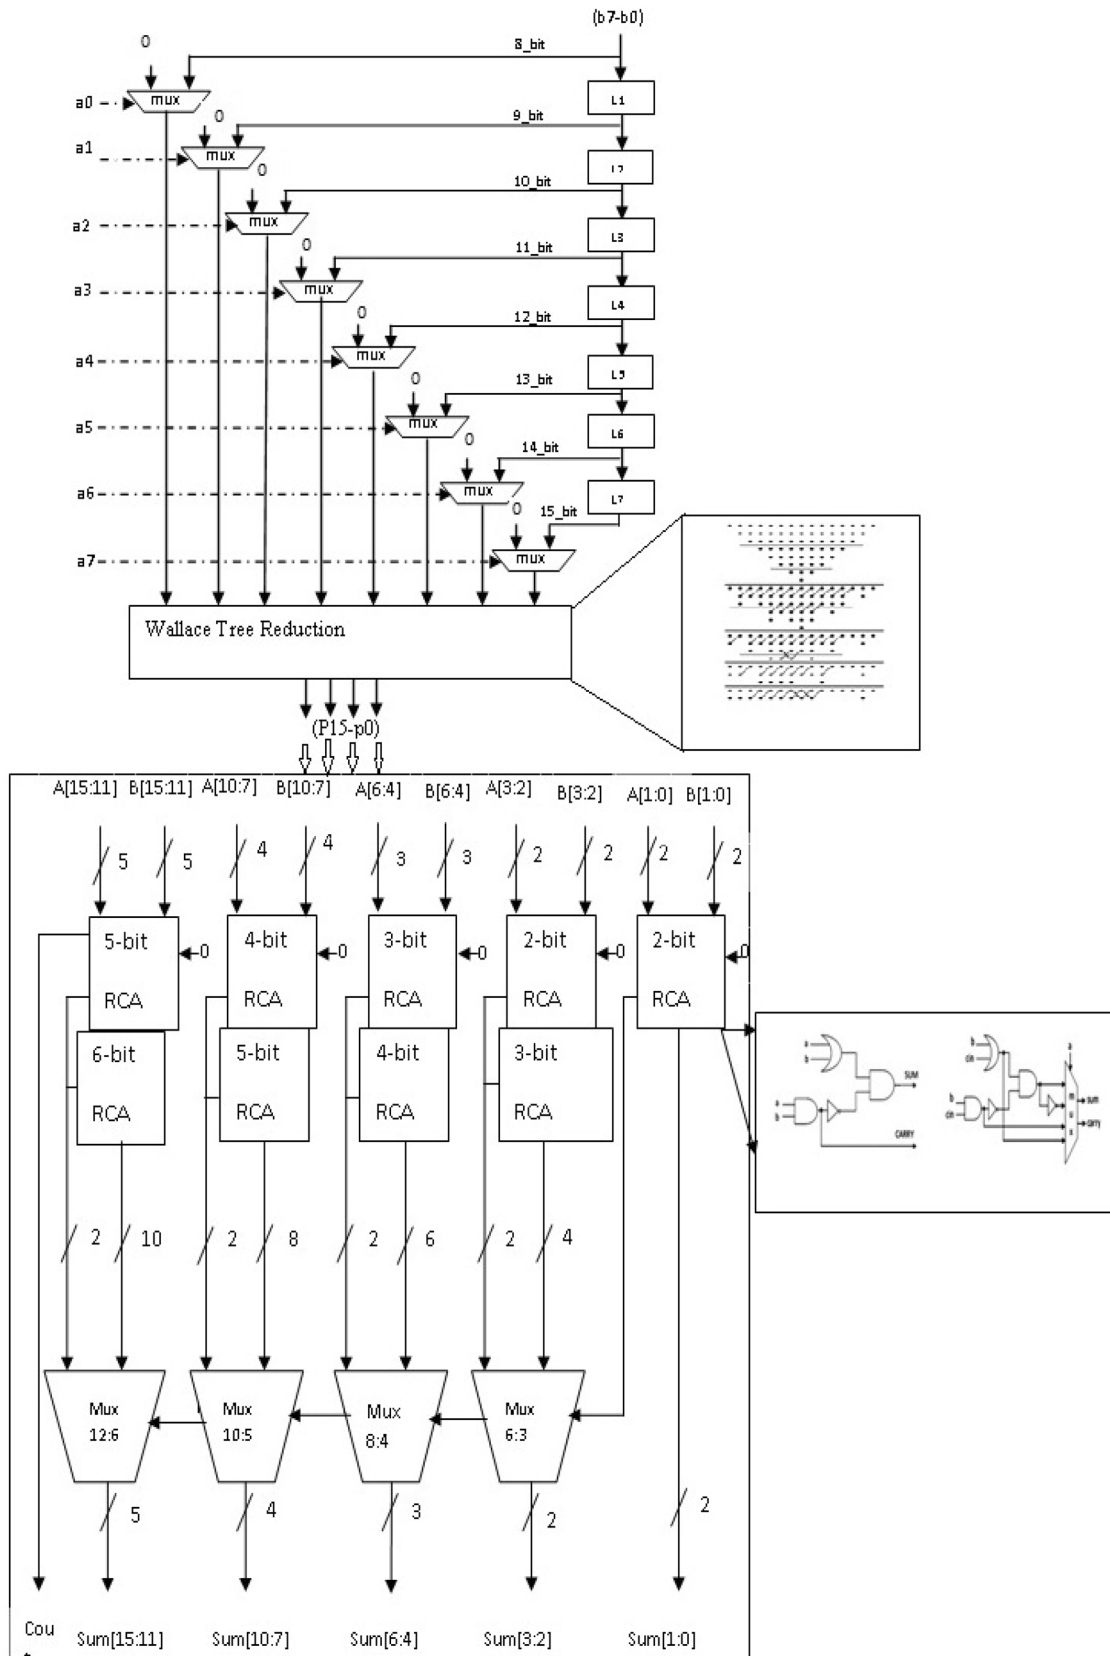 (b7-b0)
0
8_bit
a0
mux
L1
0
9_bit
a1
mux
L2
0
10_bit
a2
mux
L3
0
11_bit
a3
mux
L4
0
12_bit
a4
mux
L5
0
13_bit
a5
mux
L6
0
14_bit
a6
mux
L7
0
15_bit
a7
mux
Wallace Tree Reduction
(P15-p0)
A[15:11] B[15:11] A[10:7] B[10:7] A[6:4] B[6:4] A[3:2] B[3:2] A[1:0] B[1:0]
5 5 4 4 3 3 2 2 2 2
5-bit 4-bit 3-bit 2-bit 2-bit
0 0 0 0 0
RCA RCA RCA RCA RCA
6-bit 5-bit 4-bit 3-bit
RCA RCA RCA RCA
a
b
SUM
a
b
CARRY
b
cin
a
b
cin
m
u
x
sum
carry
2 10 2 8 2 6 2 4
Mux Mux Mux Mux
12:6 10:5 8:4 6:3
5 4 3 2 2
Cou
t
Sum[15:11] Sum[10:7] Sum[6:4] Sum[3:2] Sum[1:0]